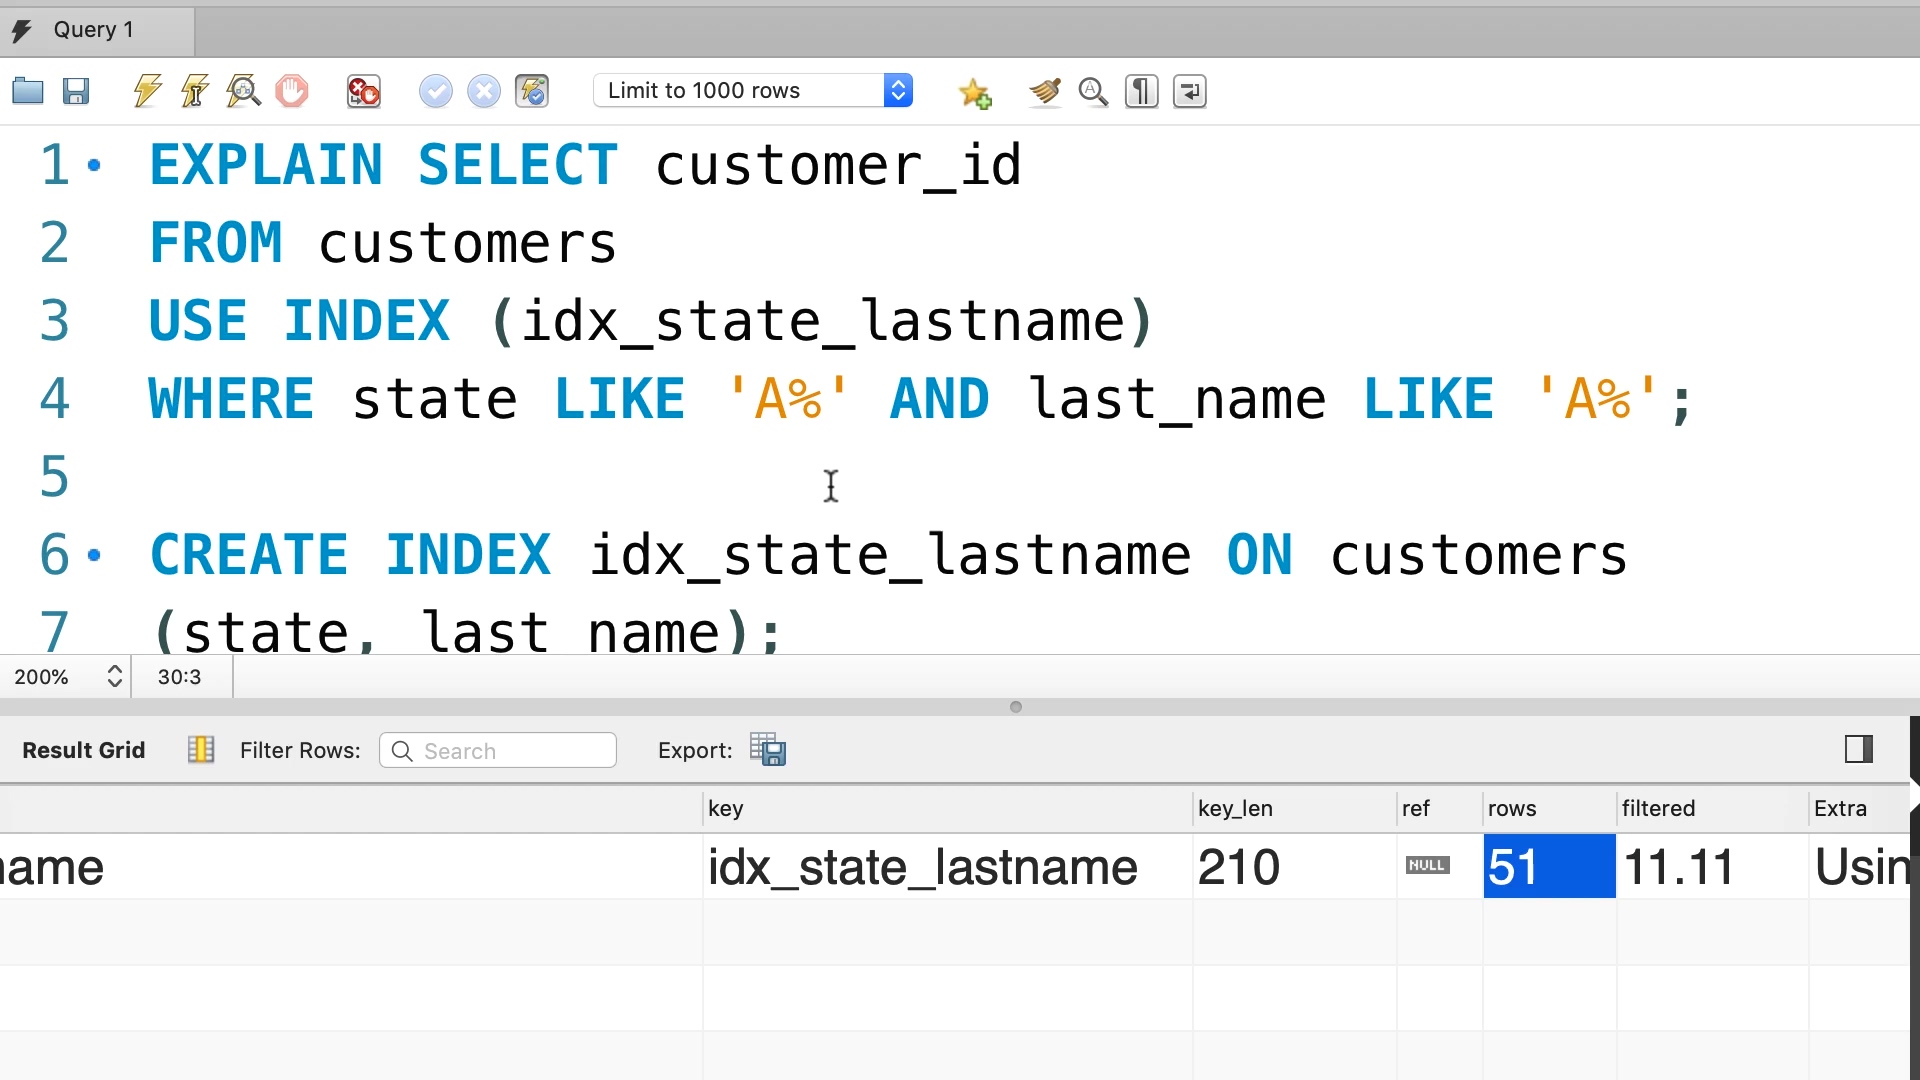 Query 1
Limit to 1000 rows
1 EXPLAIN SELECT customer_id
2 FROM customers
3 USE INDEX (idx_state_lastname)
4 WHERE state LIKE 'A%' AND last_name LIKE 'A%';
5
6 CREATE INDEX idx_state_lastname ON customers
7 (state, last_name);
200% 30:3
Result Grid Filter Rows: Search Export:
key key_len ref rows filtered Extra
name idx_state_lastname 210 NULL 51 11.11 Usin